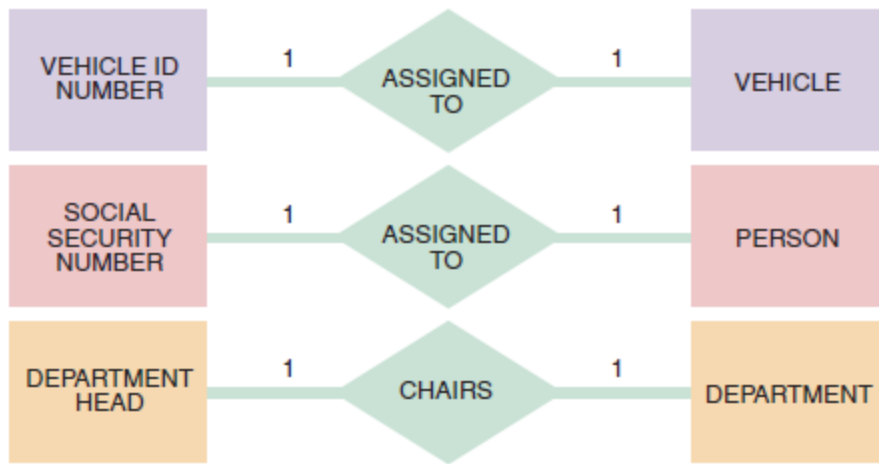 VEHICLE ID
NUMBER
1
ASSIGNED
TO
1
VEHICLE
SOCIAL
SECURITY
NUMBER
1
ASSIGNED
TO
1
PERSON
DEPARTMENT
HEAD
1
CHAIRS
1
DEPARTMENT